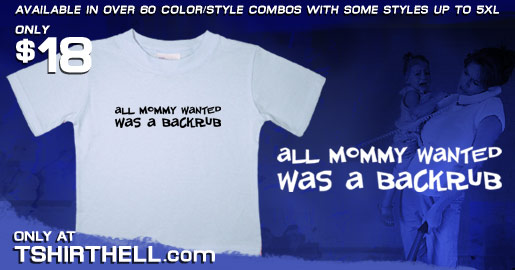 AVAILABLE IN OVER 60 COLOR/STYLE COMBOS WITH SOME STYLES UP TO 5XL
ONLY
$18
ALL MOMMY WANTED
WAS A BACKRUB
ALL MOMMY WANTED
WAS A BACKRUB
ONLY AT
TSHIRTHELL.com